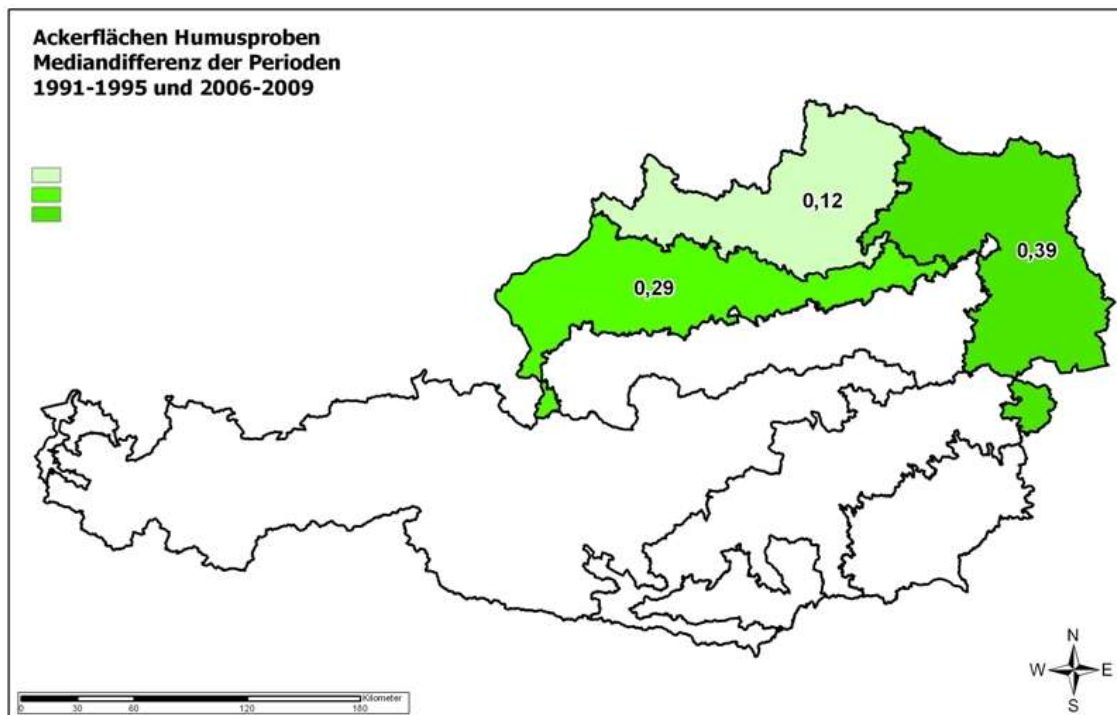 Ackerflächen Humusproben
Mediandifferenz der Perioden
1991-1995 und 2006-2009
0,12
0,39
0,29
N
W E
S
Kilometer
0 30 60 120 180